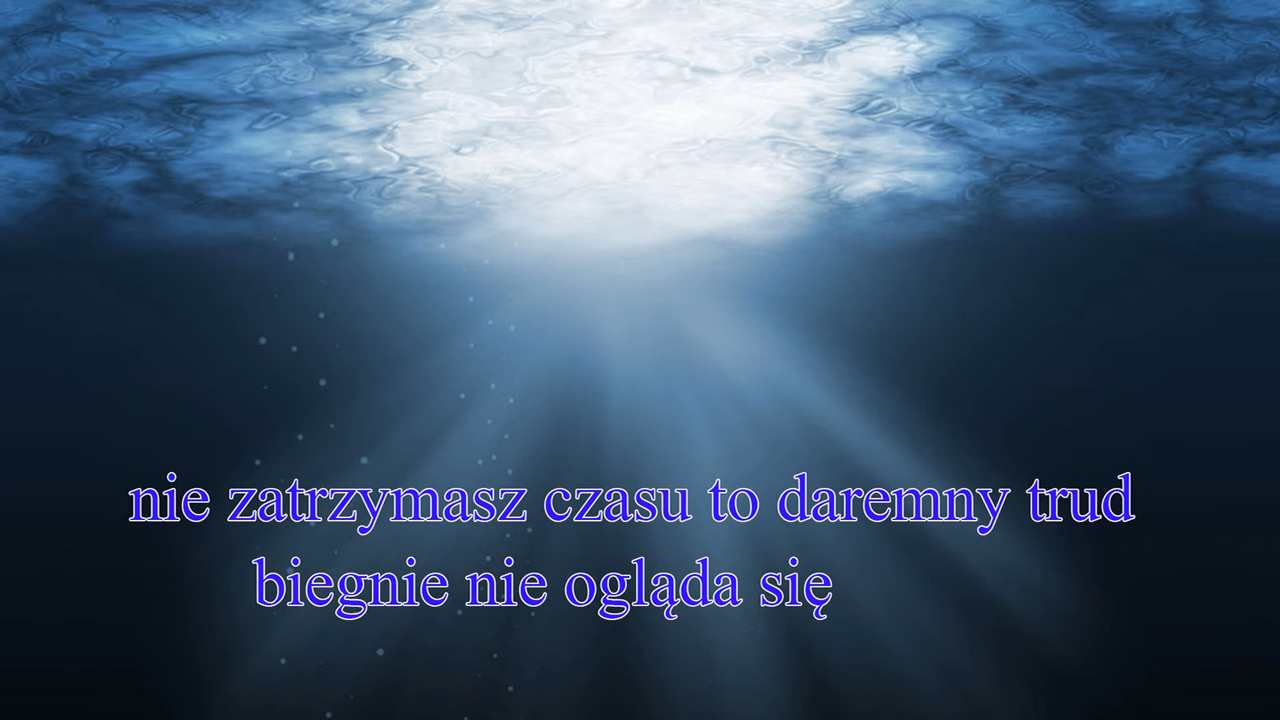 nie zatrzymasz czasu to daremny trud
biegnie nie ogląda się